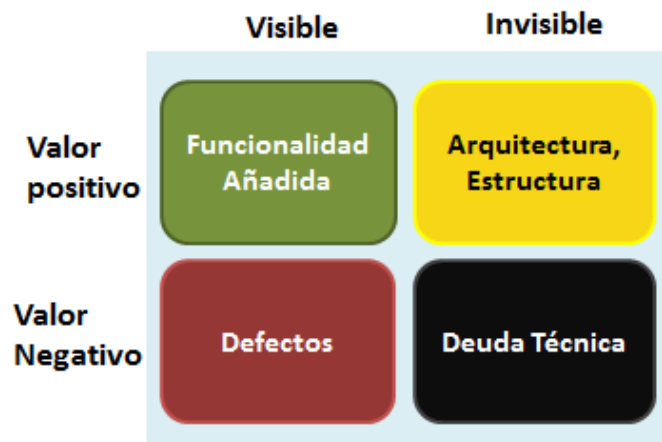 Visible
Invisible
Valor
positivo
Funcionalidad
Añadida
Arquitectura,
Estructura
Valor
Negativo
Defectos
Deuda Técnica